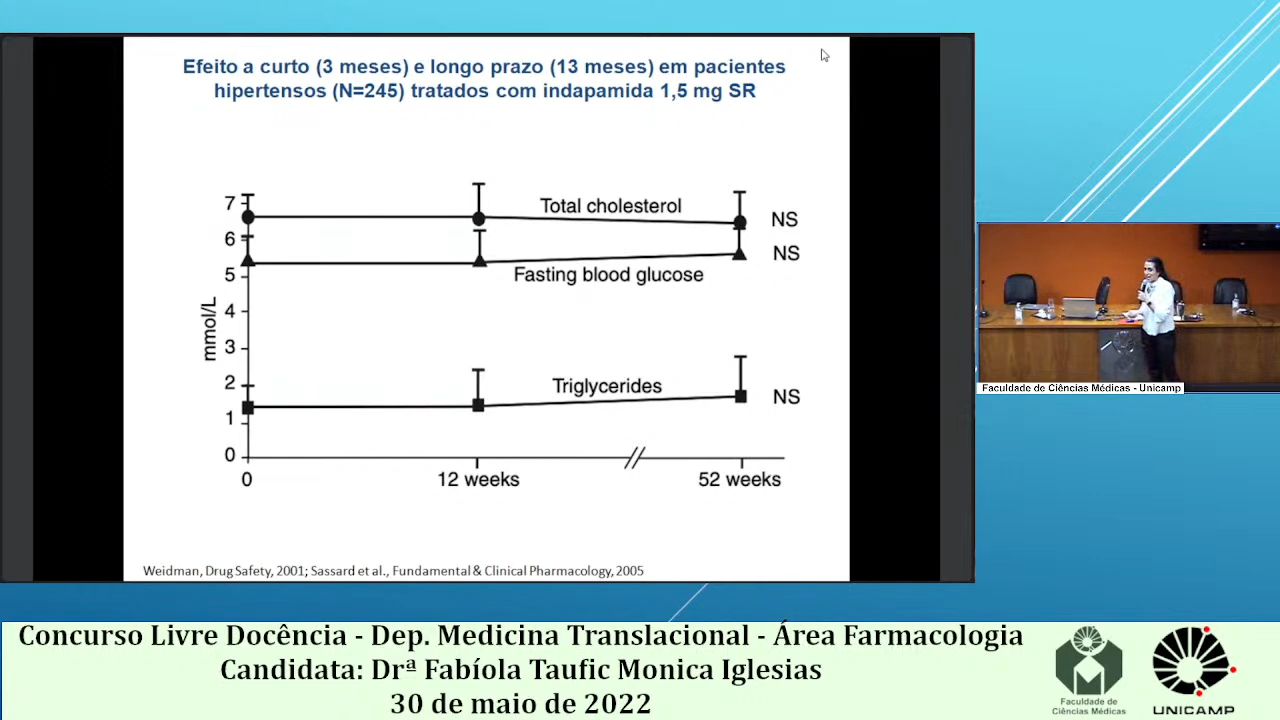 Efeito a curto (3 meses) e longo prazo (13 meses) em pacientes
hipertensos (N=245) tratados com indapamida 1,5 mg SR
mmol/L
7
6
5
4
3
2
1
0
Total cholesterol
NS
Fasting blood glucose
NS
Triglycerides
NS
0
12 weeks
52 weeks
Weidman, Drug Safety, 2001; Sassard et al., Fundamental & Clinical Pharmacology, 2005
Faculdade de Ciências Médicas - Unicamp
Concurso Livre Docência - Dep. Medicina Translacional - Área Farmacologia
Candidata: Drª Fabíola Taufic Monica Iglesias
30 de maio de 2022
Faculdade de
Ciências Médicas
UNICAMP